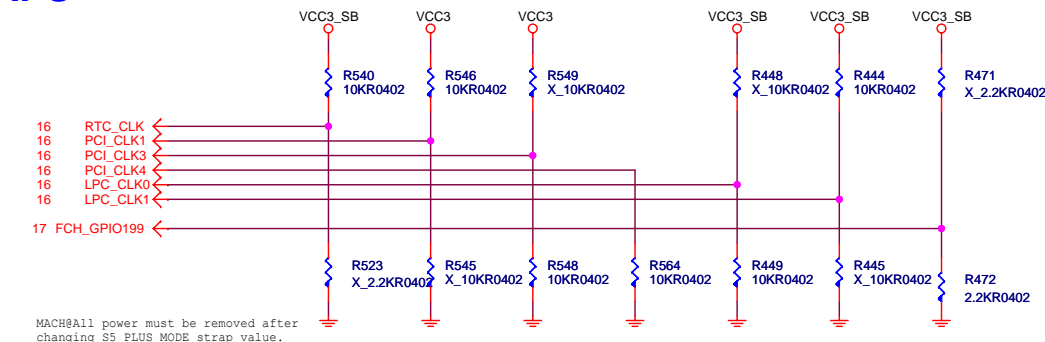 VCC3_SB VCC3 VCC3 VCC3_SB VCC3_SB VCC3_SB
R540 R546 R549 R448 R444 R471
10KR0402 10KR0402 X_10KR0402 X_10KR0402 10KR0402 X_2.2KR0402
16 RTC_CLK
16 PCI_CLK1
16 PCI_CLK3
16 PCI_CLK4
16 LPC_CLK0
16 LPC_CLK1
17 FCH_GPIO199
R523 R545 R548 R564 R449 R445 R472
X_2.2KR0402 X_10KR0402 10KR0402 10KR0402 10KR0402 X_10KR0402 2.2KR0402
MACH@All power must be removed after
changing S5 PLUS MODE strap value.